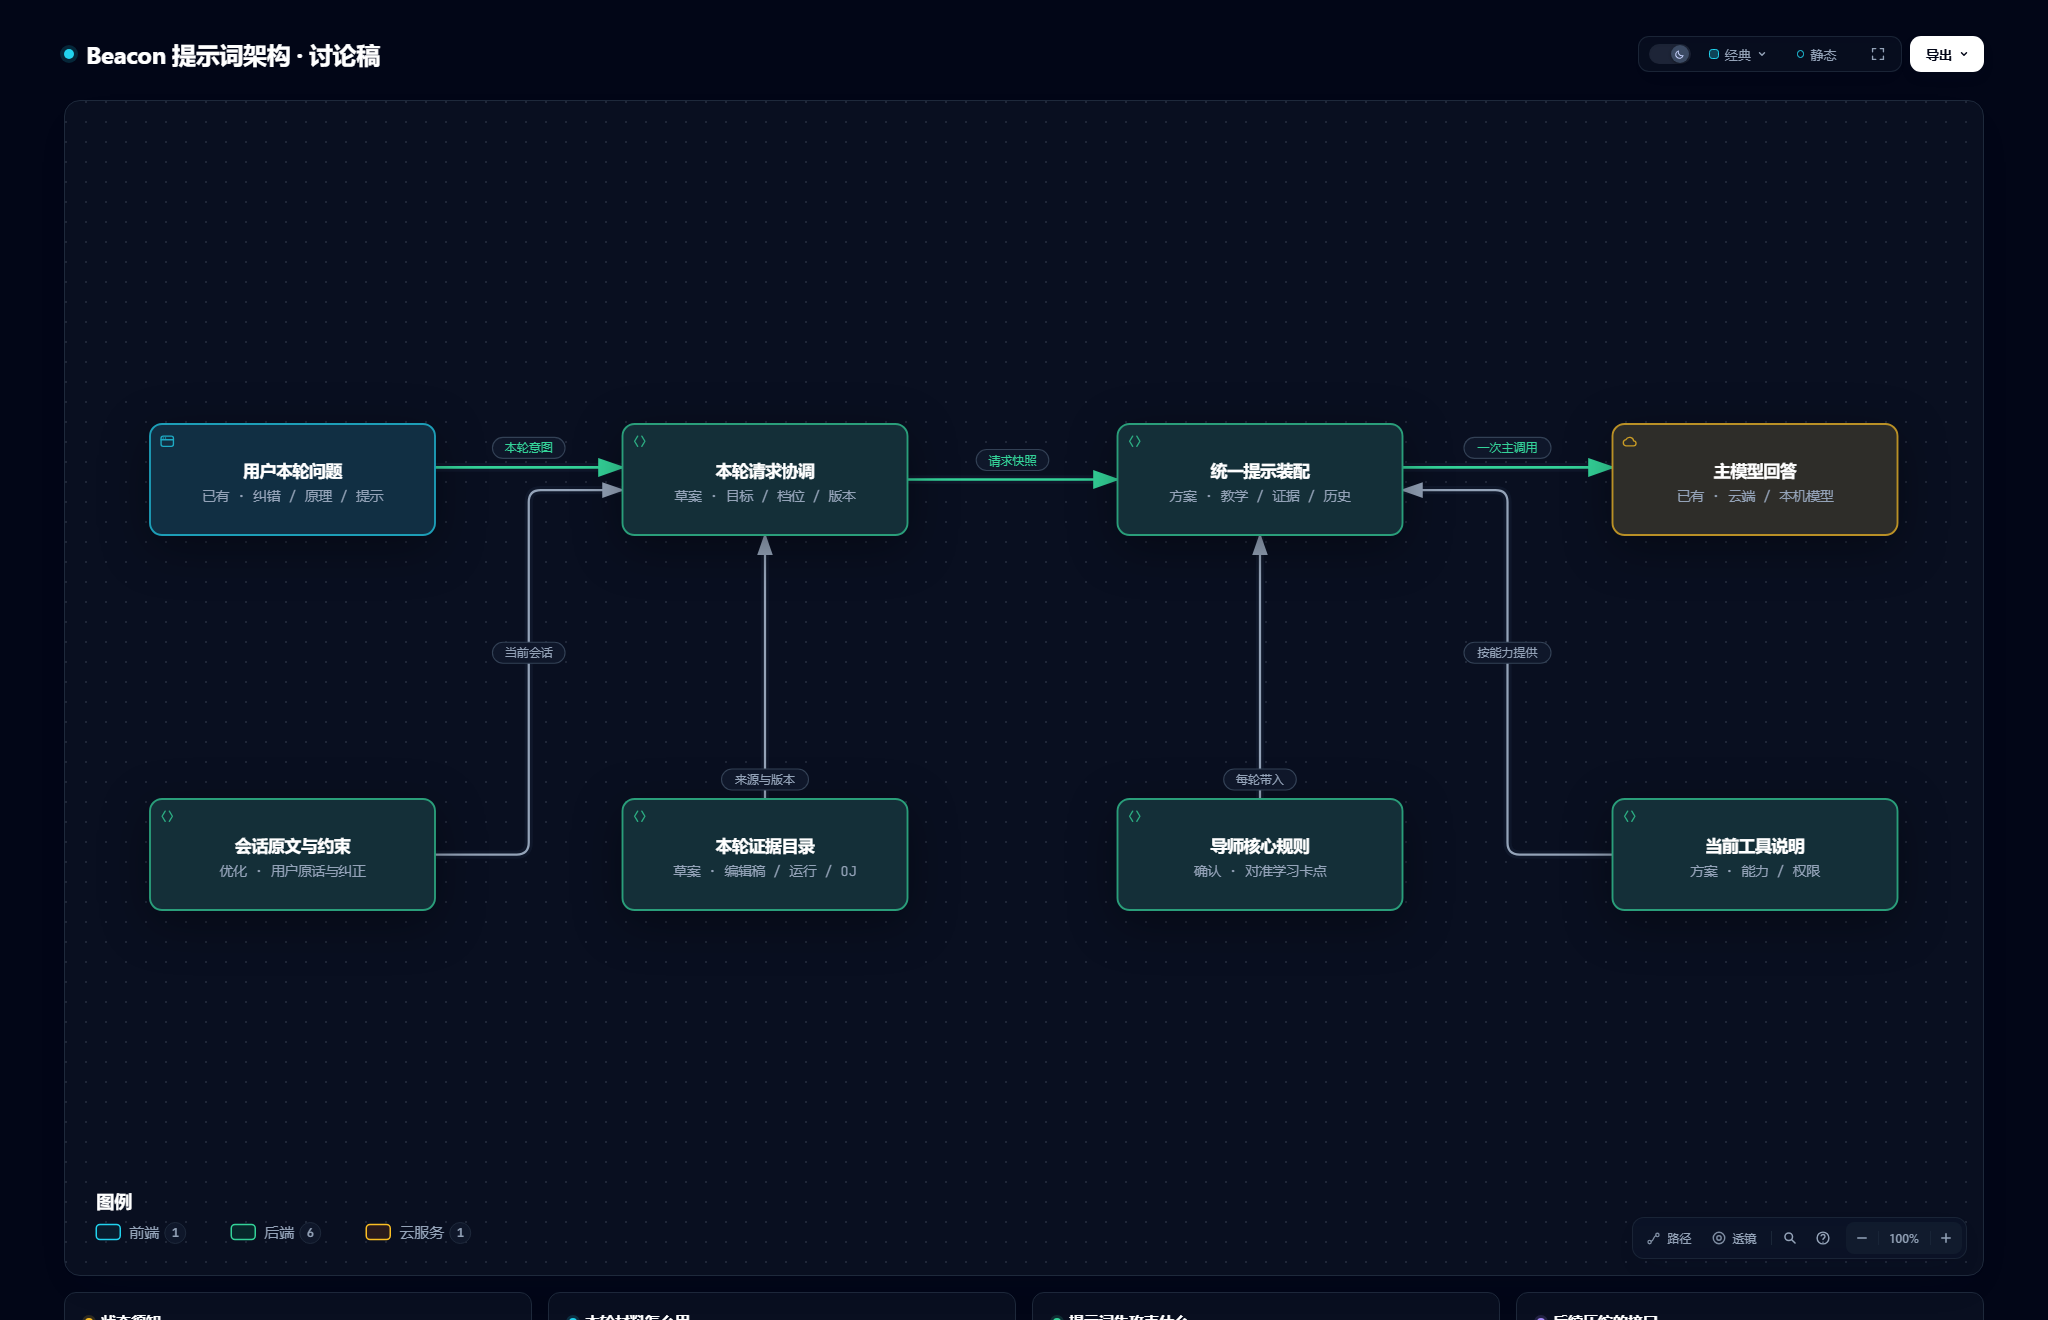 Beacon 提示词架构 · 讨论稿
经典
静态
导出
用户本轮问题
已有 · 纠错 / 原理 / 提示
本轮意图
本轮请求协调
草案 · 目标 / 档位 / 版本
请求快照
统一提示装配
方案 · 教学 / 证据 / 历史
一次主调用
主模型回答
已有 · 云端 / 本机模型
当前会话
按能力提供
来源与版本
每轮带入
会话原文与约束
优化 · 用户原话与纠正
本轮证据目录
草案 · 编辑稿 / 运行 / OJ
导师核心规则
确认 · 对准学习卡点
当前工具说明
方案 · 能力 / 权限
图例
前端 1
后端 6
云服务 1
路径
透镜
100%